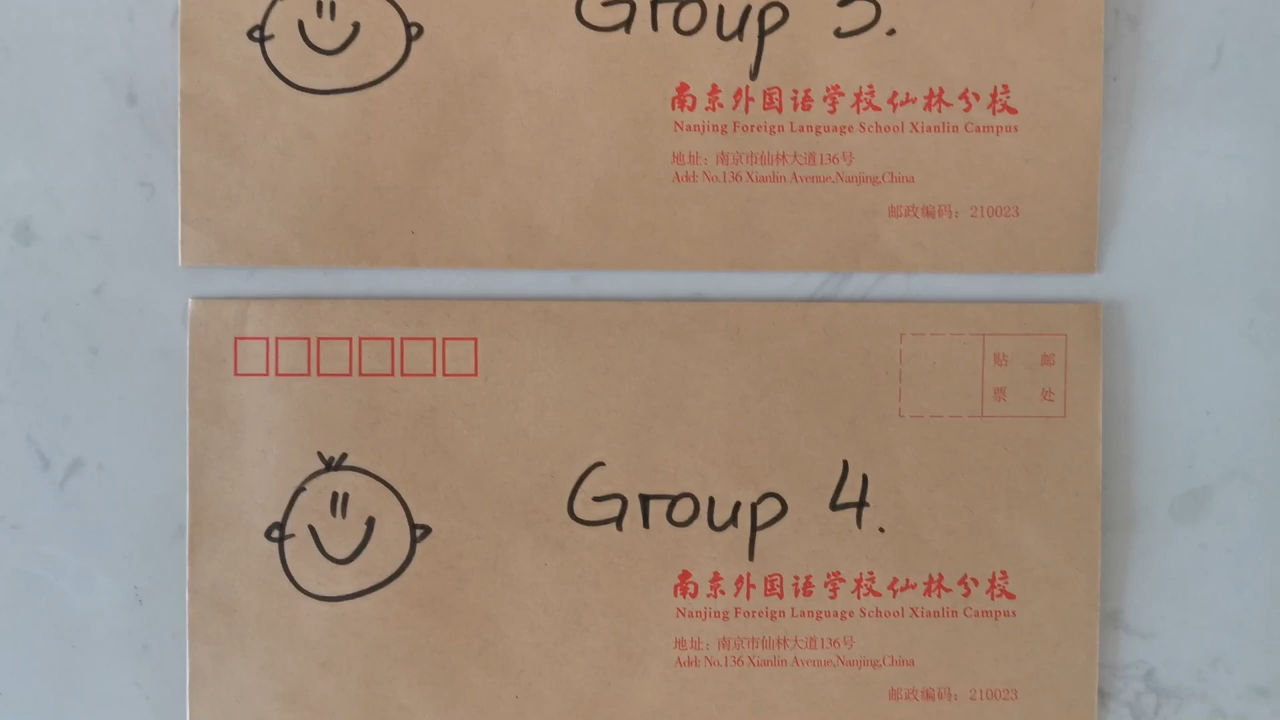 Group 3.
南京外国语学校仙林分校
Nanjing Foreign Language School Xianlin Campus
地址：南京市仙林大道136号
Add: No.136 Xianlin Avenue,Nanjing,China
邮政编码：210023
贴 邮
票 处
Group 4.
南京外国语学校仙林分校
Nanjing Foreign Language School Xianlin Campus
地址：南京市仙林大道136号
Add: No.136 Xianlin Avenue,Nanjing,China
邮政编码：210023